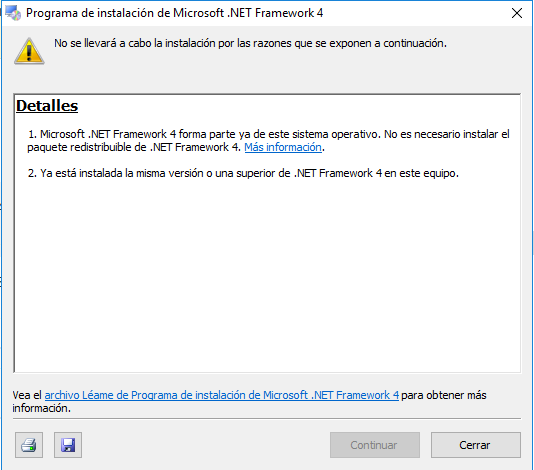 Programa de instalación de Microsoft .NET Framework 4
No se llevará a cabo la instalación por las razones que se exponen a continuación.
Detalles
1. Microsoft .NET Framework 4 forma parte ya de este sistema operativo. No es necesario instalar el
paquete redistribuible de .NET Framework 4. Más información.
2. Ya está instalada la misma versión o una superior de .NET Framework 4 en este equipo.
Vea el archivo Léame de Programa de instalación de Microsoft .NET Framework 4 para obtener más
información.
Continuar
Cerrar